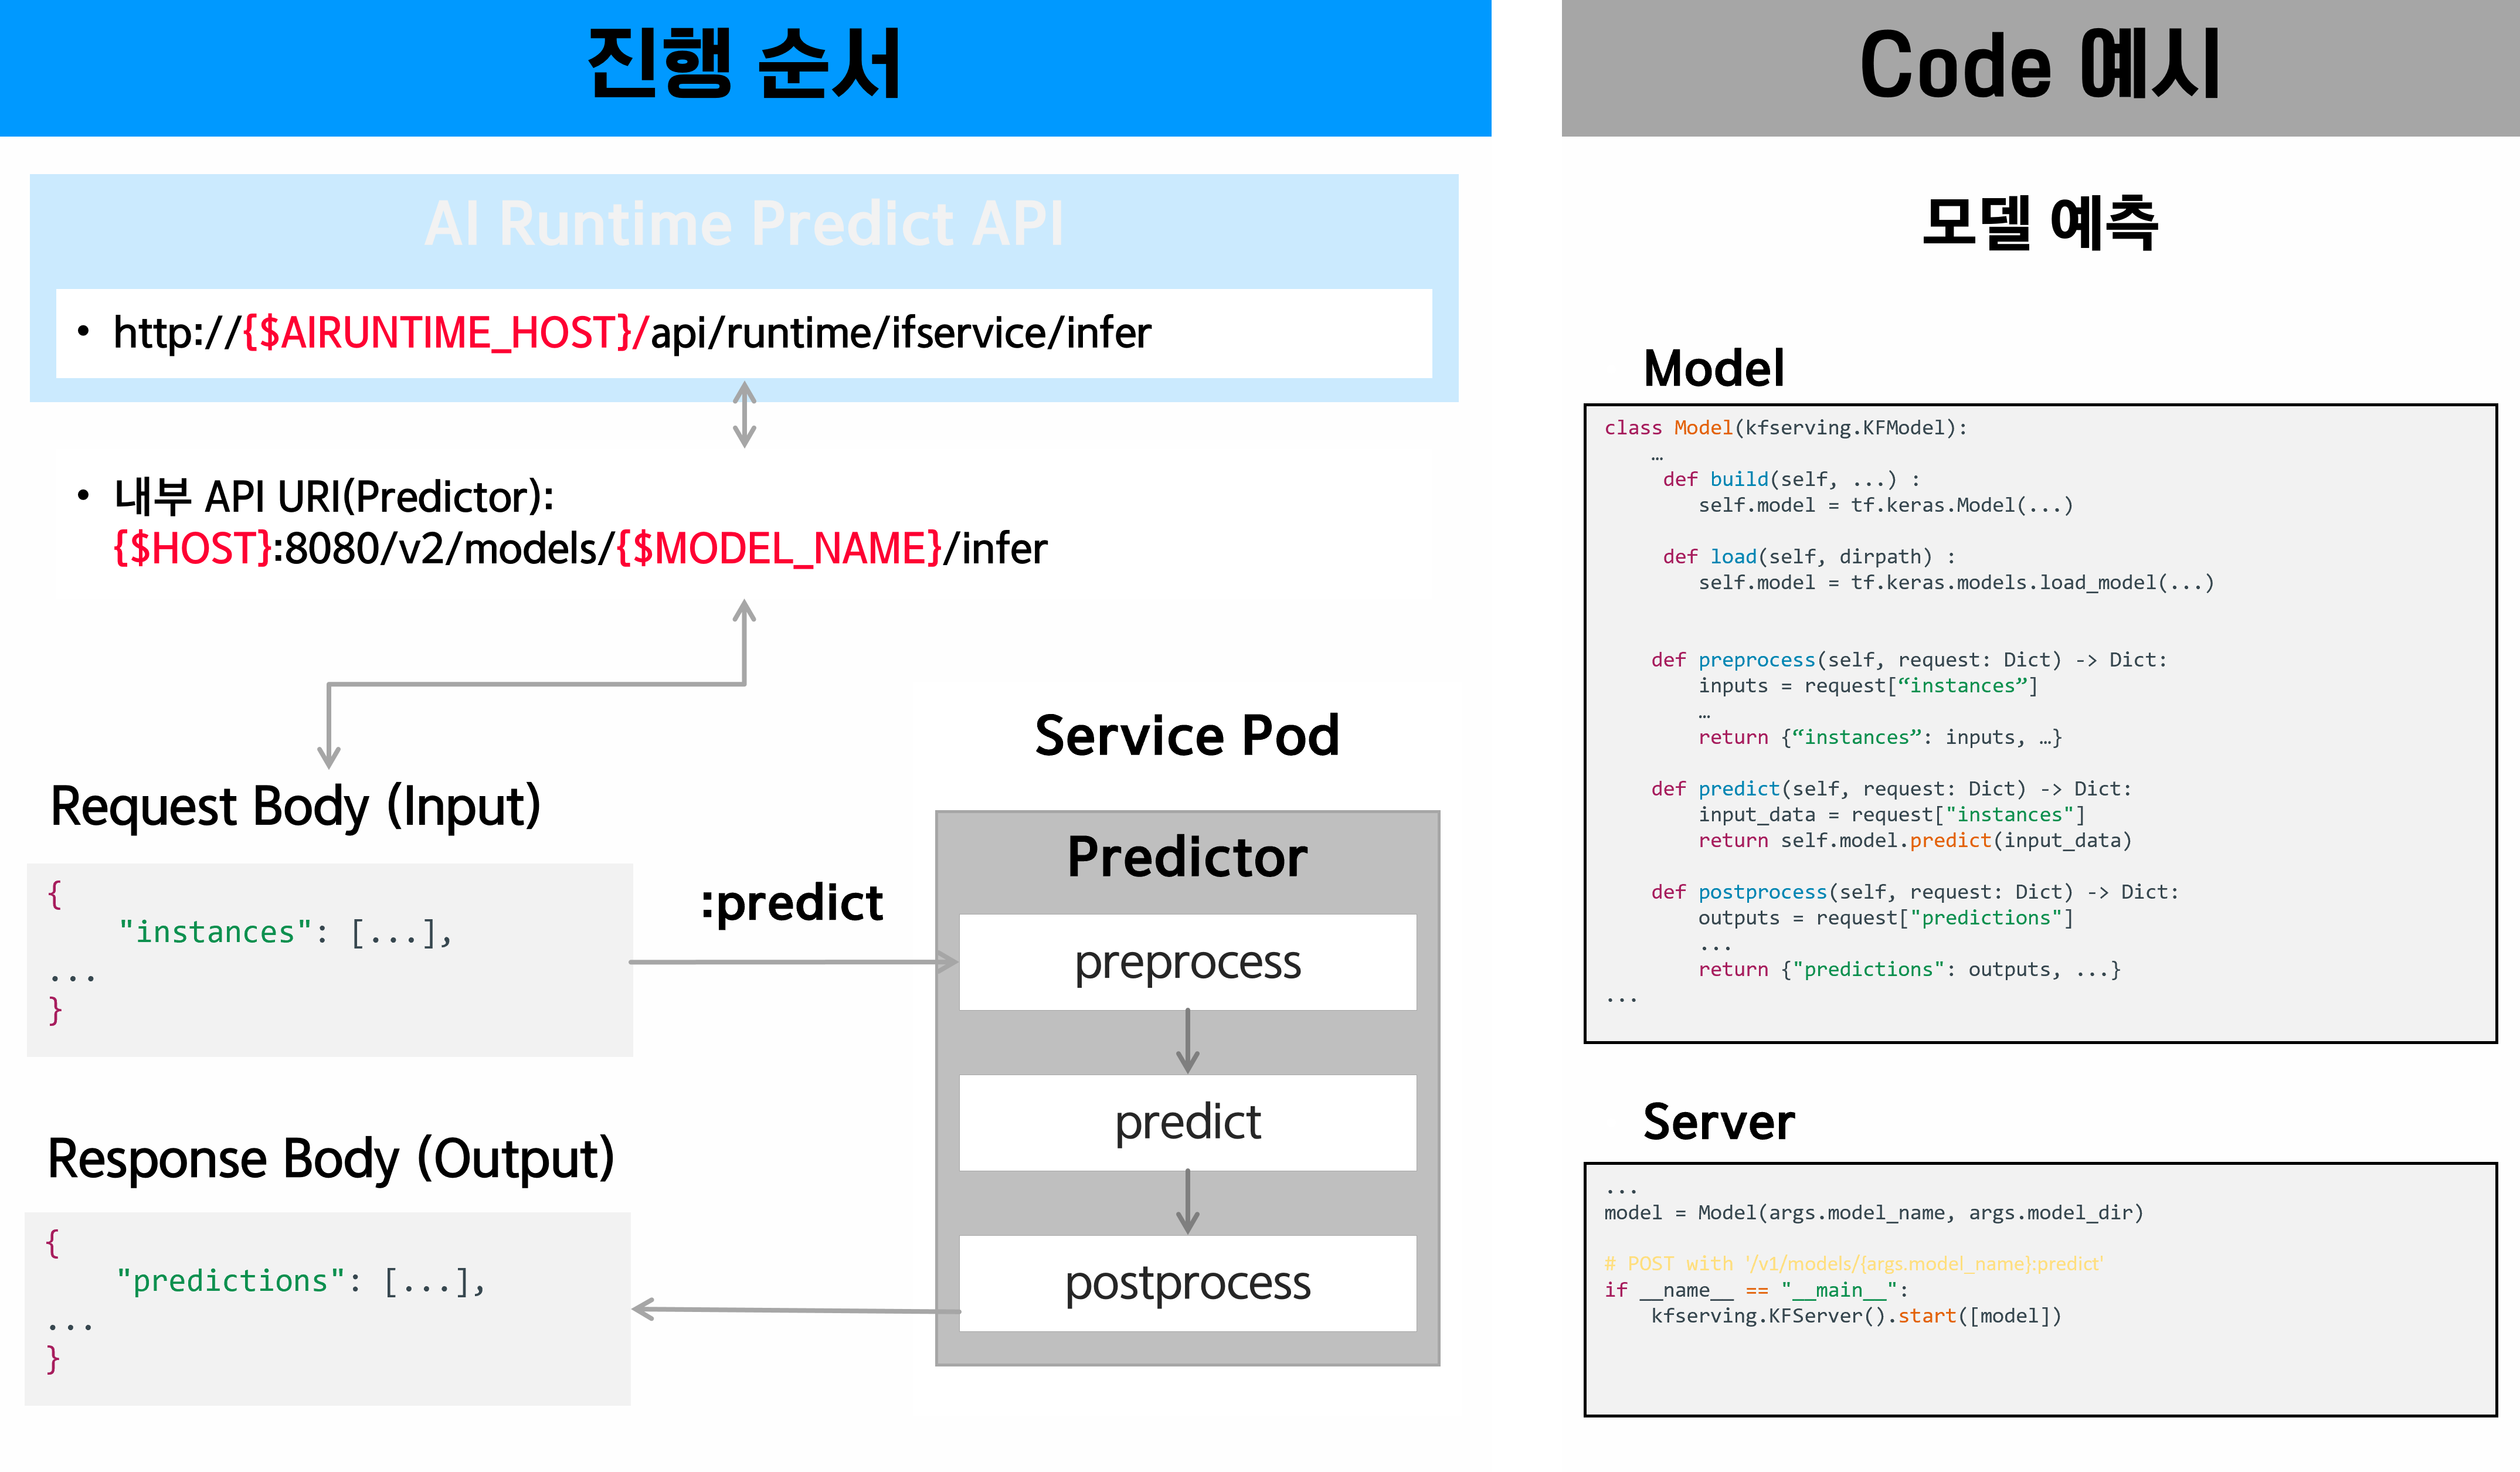 진행 순서
AI Runtime Predict API
• http://{$AIRUNTIME_HOST}/api/runtime/ifservice/infer
• 내부 API URI(Predictor):
{$HOST}:8080/v2/models/{$MODEL_NAME}/infer
Request Body (Input)
{
    "instances": [...],
...
}
:predict
Service Pod
Predictor
preprocess
predict
postprocess
Response Body (Output)
{
    "predictions": [...],
...
}
Code 예시
모델 예측
Model
class Model(kfserving.KFModel):
    …
     def build(self, ...) :
        self.model = tf.keras.Model(...)
     def load(self, dirpath) :
        self.model = tf.keras.models.load_model(...)
    def preprocess(self, request: Dict) -> Dict:
        inputs = request[“instances”]
        …
        return {“instances”: inputs, …}
    def predict(self, request: Dict) -> Dict:
        input_data = request["instances"]
        return self.model.predict(input_data)
    def postprocess(self, request: Dict) -> Dict:
        outputs = request["predictions"]
        ...
        return {"predictions": outputs, ...}
...
Server
...
model = Model(args.model_name, args.model_dir)
# POST with '/v1/models/{args.model_name}:predict'
if __name__ == "__main__":
    kfserving.KFServer().start([model])